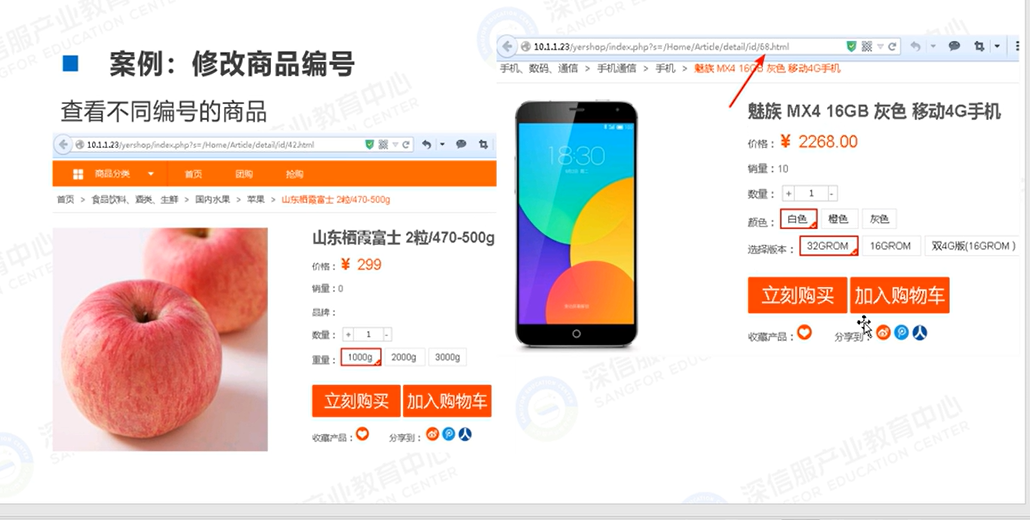 案例：修改商品编号
查看不同编号的商品
10.1.1.23/yershop/index.php?s=/Home/Article/detail/id/42.html
商品分类 首页 团购 抢购
首页 > 食品饮料、酒类、生鲜 > 国内水果 > 苹果 > 山东栖霞富士 2粒/470-500g
山东栖霞富士 2粒/470-500g
价格：¥ 299
销量：0
品牌：
数量： + 1 -
重量： 1000g 2000g 3000g
立刻购买 加入购物车
收藏产品： 分享到：
10.1.1.23/yershop/index.php?s=/Home/Article/detail/id/68.html
手机、数码、通信 > 手机通信 > 手机 > 魅族 MX4 16GB 灰色 移动4G手机
18:30
魅族 MX4 16GB 灰色 移动4G手机
价格：¥ 2268.00
销量：10
数量： + 1 -
颜色： 白色 橙色 灰色
选择版本： 32GROM 16GROM 双4G版(16GROM )
立刻购买 加入购物车
收藏产品： 分享到：
深信服产业教育中心
SANGFOR EDUCATION CENTER